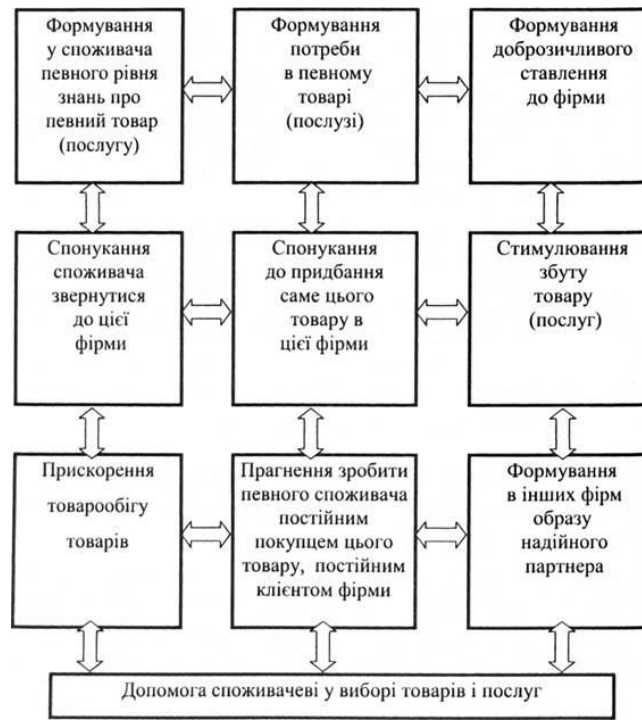 Формування
у споживача
певного рівня
знань про
певний товар
(послугу)
Формування
потреби
в певному
товарі
(послузі)
Формування
доброзичливого
ставлення
до фірми
Спонукання
споживача
звернутися
до цієї
фірми
Спонукання
до придбання
саме цього
товару в
цієї фірми
Стимулювання
збуту
товару
(послуг)
Прискорення
товарообігу
товарів
Прагнення зробити
певного споживача
постійним
покупцем цього
товару, постійним
клієнтом фірми
Формування
в інших фірм
образу
надійного
партнера
Допомога споживачеві у виборі товарів і послуг